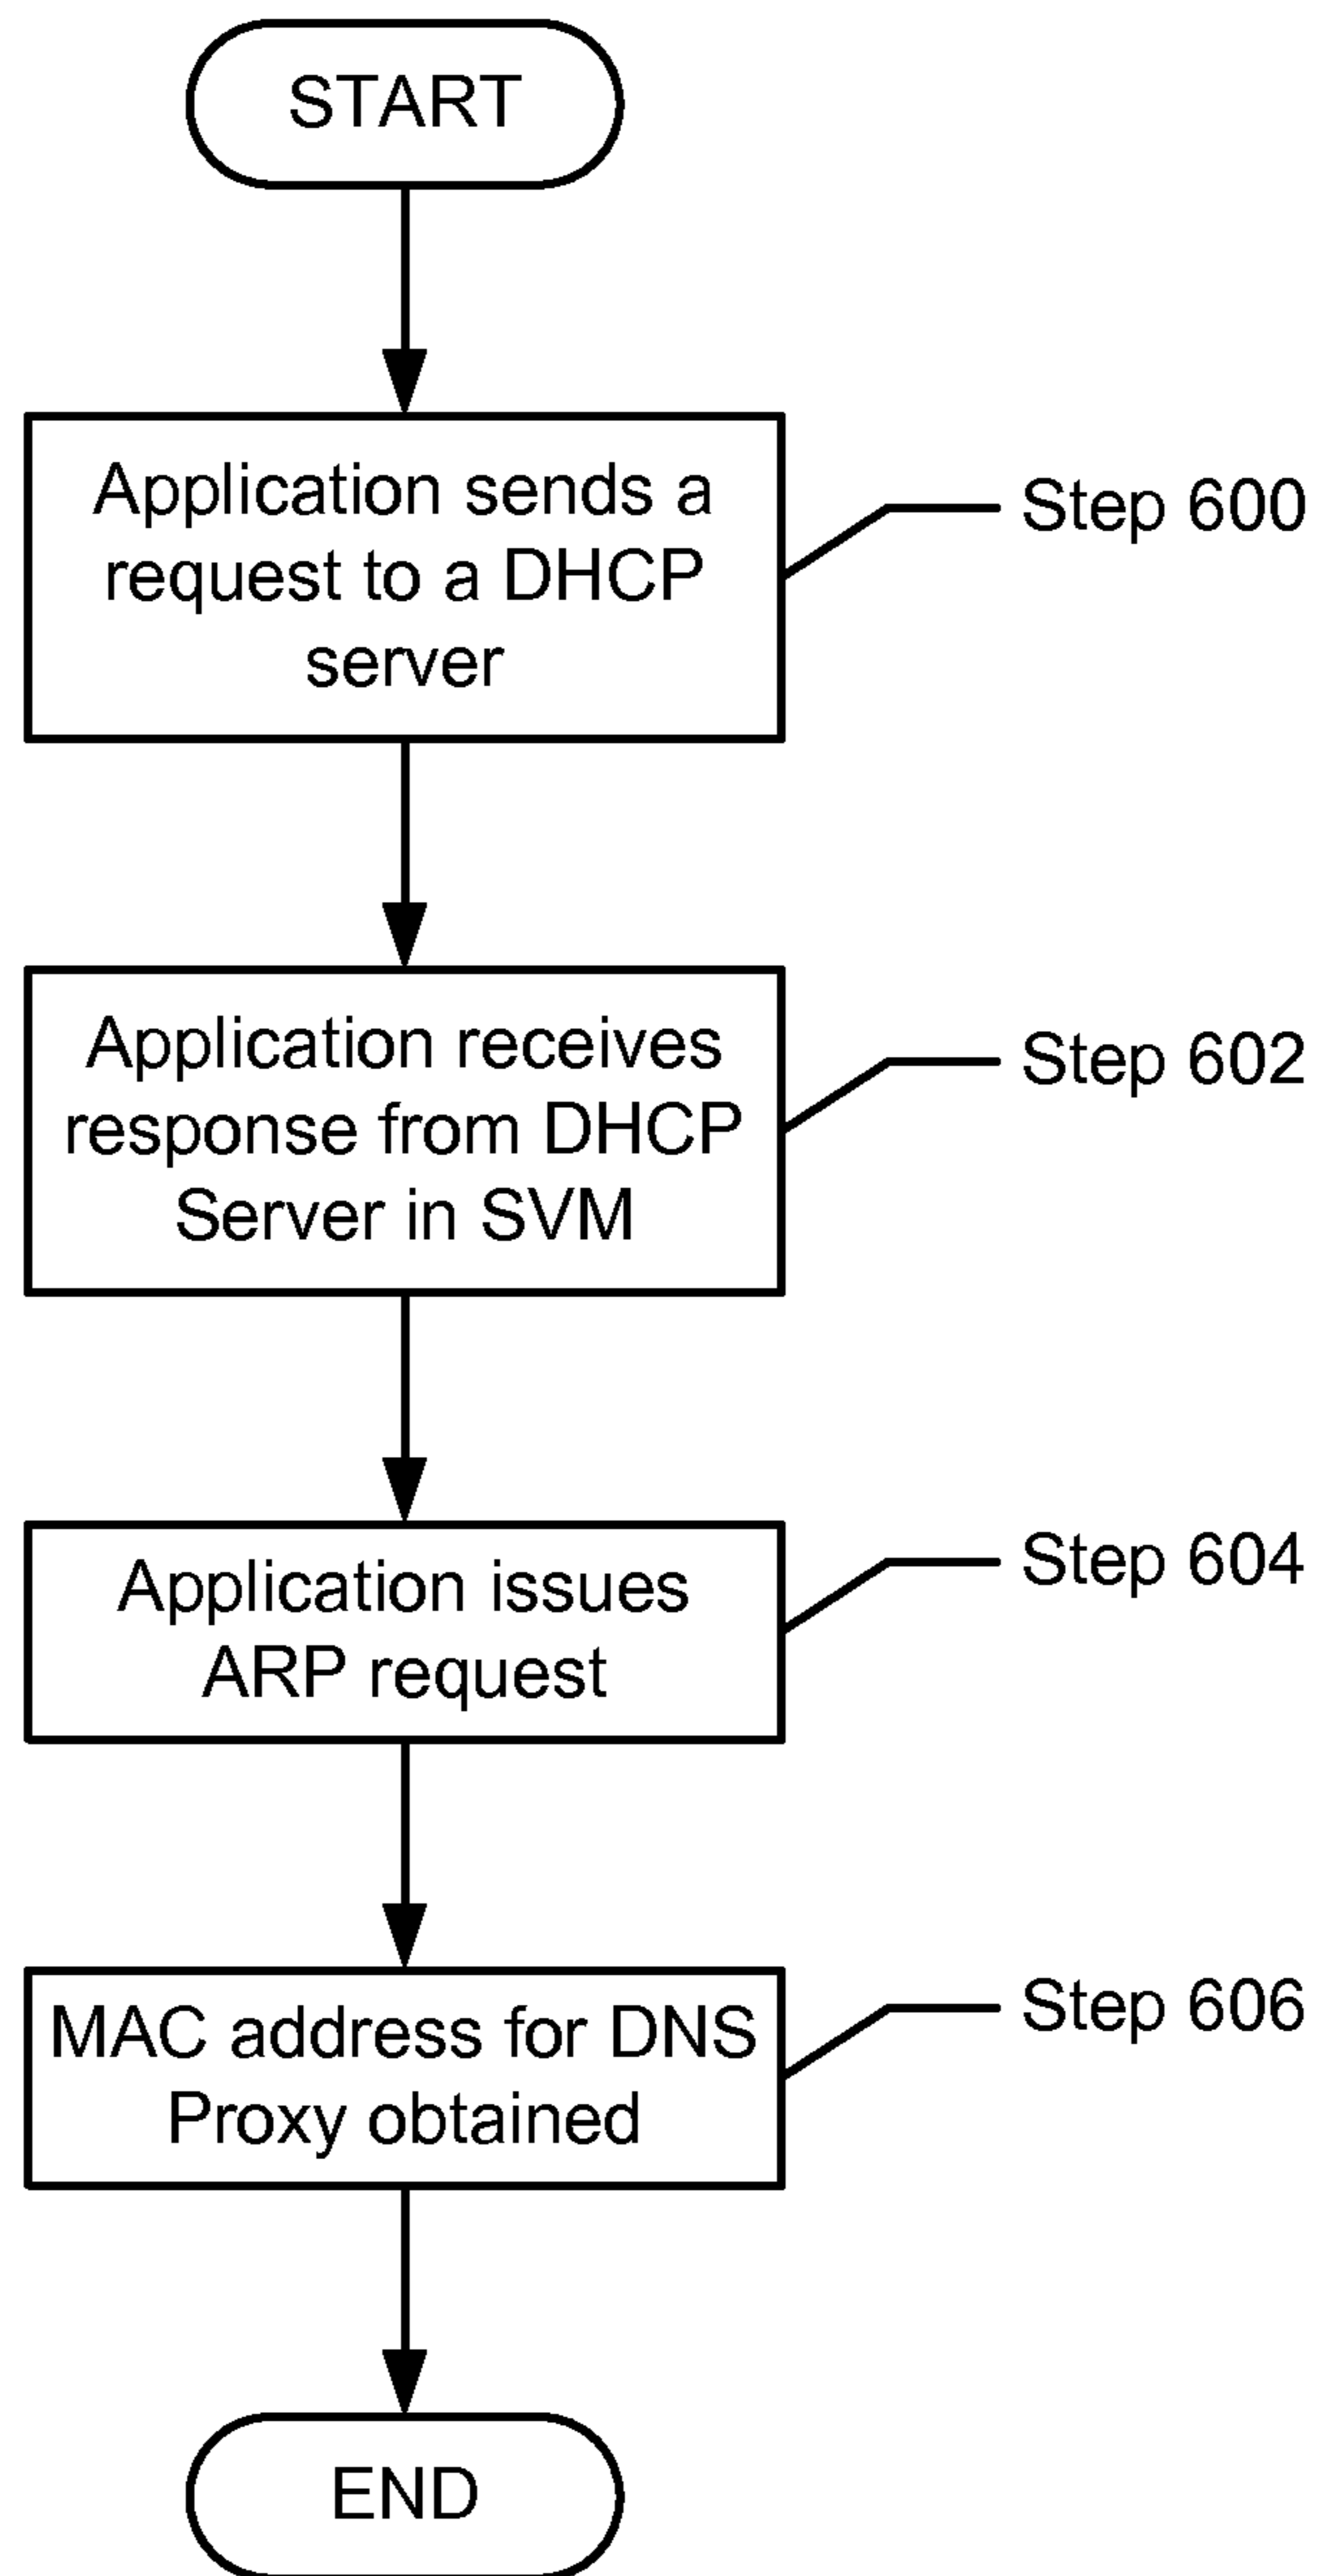 START
Application sends a
request to a DHCP
server
Step 600
Application receives
response from DHCP
Server in SVM
Step 602
Application issues
ARP request
Step 604
MAC address for DNS
Proxy obtained
Step 606
END